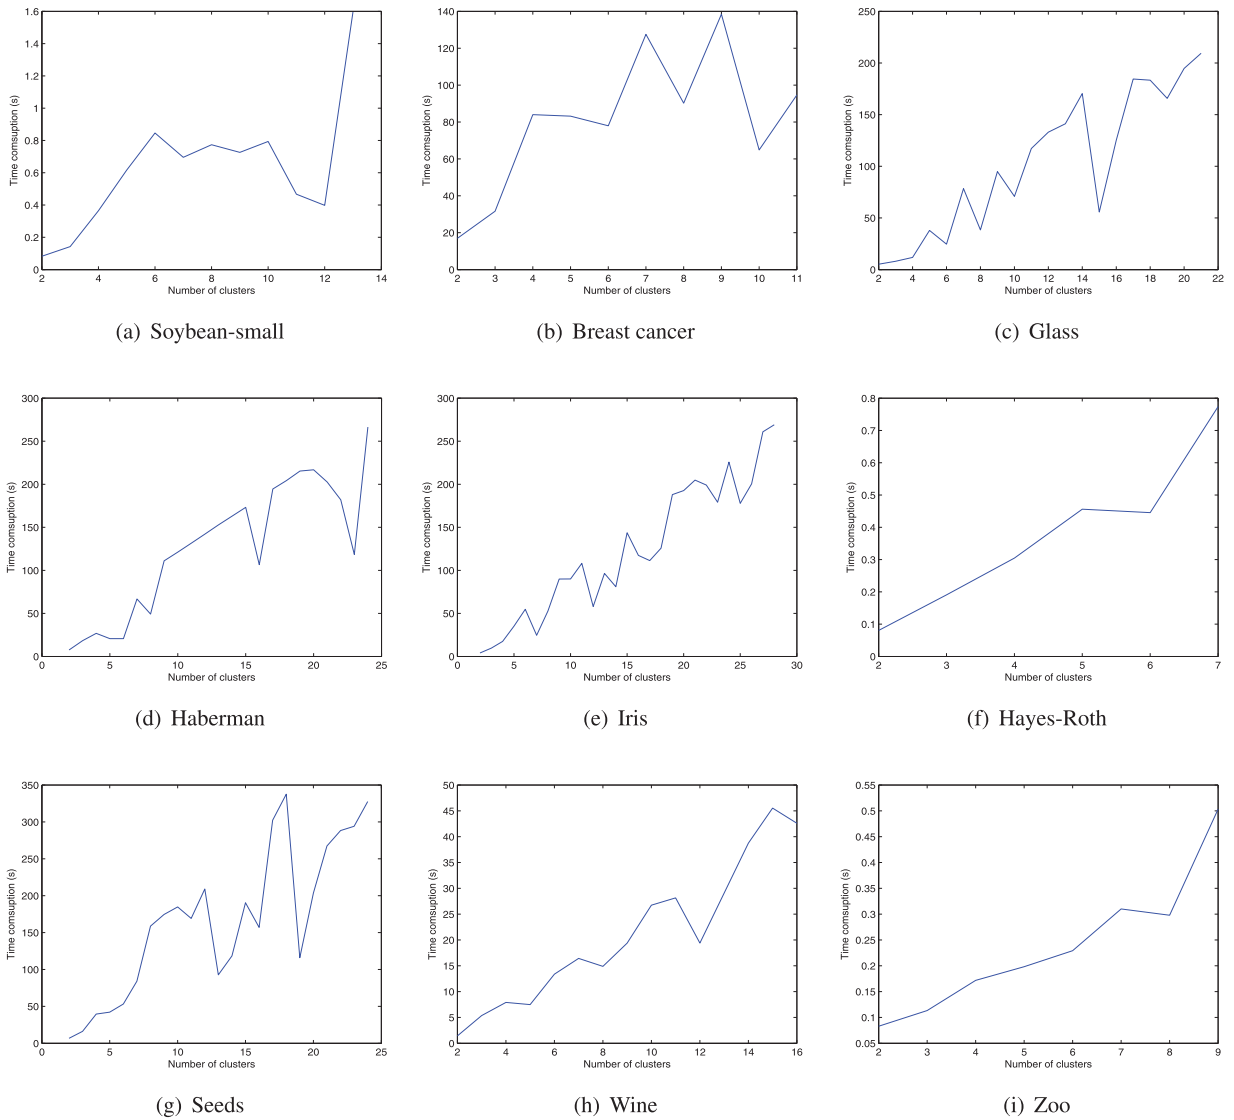 1.6
1.4
1.2
1
0.8
0.6
0.4
0.2
0
Time comsuption (s)
2 4 6 8 10 12 14
Number of clusters
(a) Soybean-small
140
120
100
80
60
40
20
0
Time comsuption (s)
2 3 4 5 6 7 8 9 10 11
Number of clusters
(b) Breast cancer
250
200
150
100
50
0
Time comsuption (s)
2 4 6 8 10 12 14 16 18 20 22
Number of clusters
(c) Glass
300
250
200
150
100
50
0
Time comsuption (s)
0 5 10 15 20 25
Number of clusters
(d) Haberman
300
250
200
150
100
50
0
Time comsuption (s)
0 5 10 15 20 25 30
Number of clusters
(e) Iris
0.8
0.7
0.6
0.5
0.4
0.3
0.2
0.1
0
Time comsuption (s)
2 3 4 5 6 7
Number of clusters
(f) Hayes-Roth
350
300
250
200
150
100
50
0
Time comsuption (s)
0 5 10 15 20 25
Number of clusters
(g) Seeds
50
45
40
35
30
25
20
15
10
5
0
Time comsuption (s)
2 4 6 8 10 12 14 16
Number of clusters
(h) Wine
0.55
0.5
0.45
0.4
0.35
0.3
0.25
0.2
0.15
0.1
0.05
Time comsuption (s)
2 3 4 5 6 7 8 9
Number of clusters
(i) Zoo